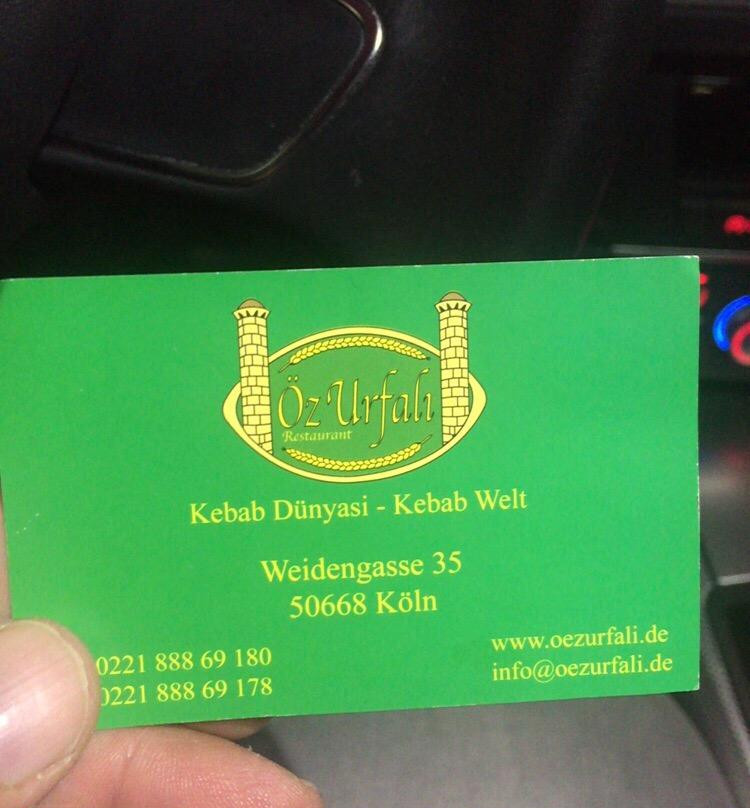 Öz Urfalı
Restaurant
Kebab Dünyasi - Kebab Welt
Weidengasse 35
50668 Köln
0221 888 69 180
0221 888 69 178
www.oezurfali.de
info@oezurfali.de